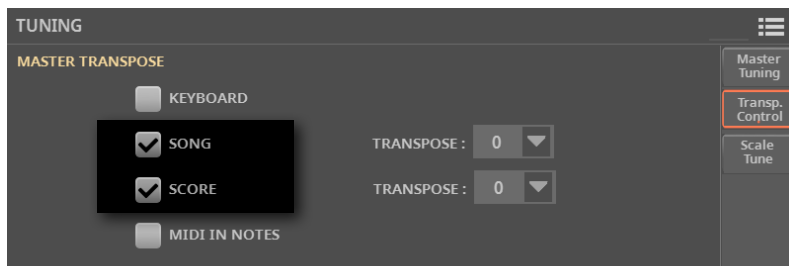 TUNING
MASTER TRANSPOSE
KEYBOARD
SONG TRANSPOSE : 0
SCORE TRANSPOSE : 0
MIDI IN NOTES
Master
Tuning
Transp.
Control
Scale
Tune